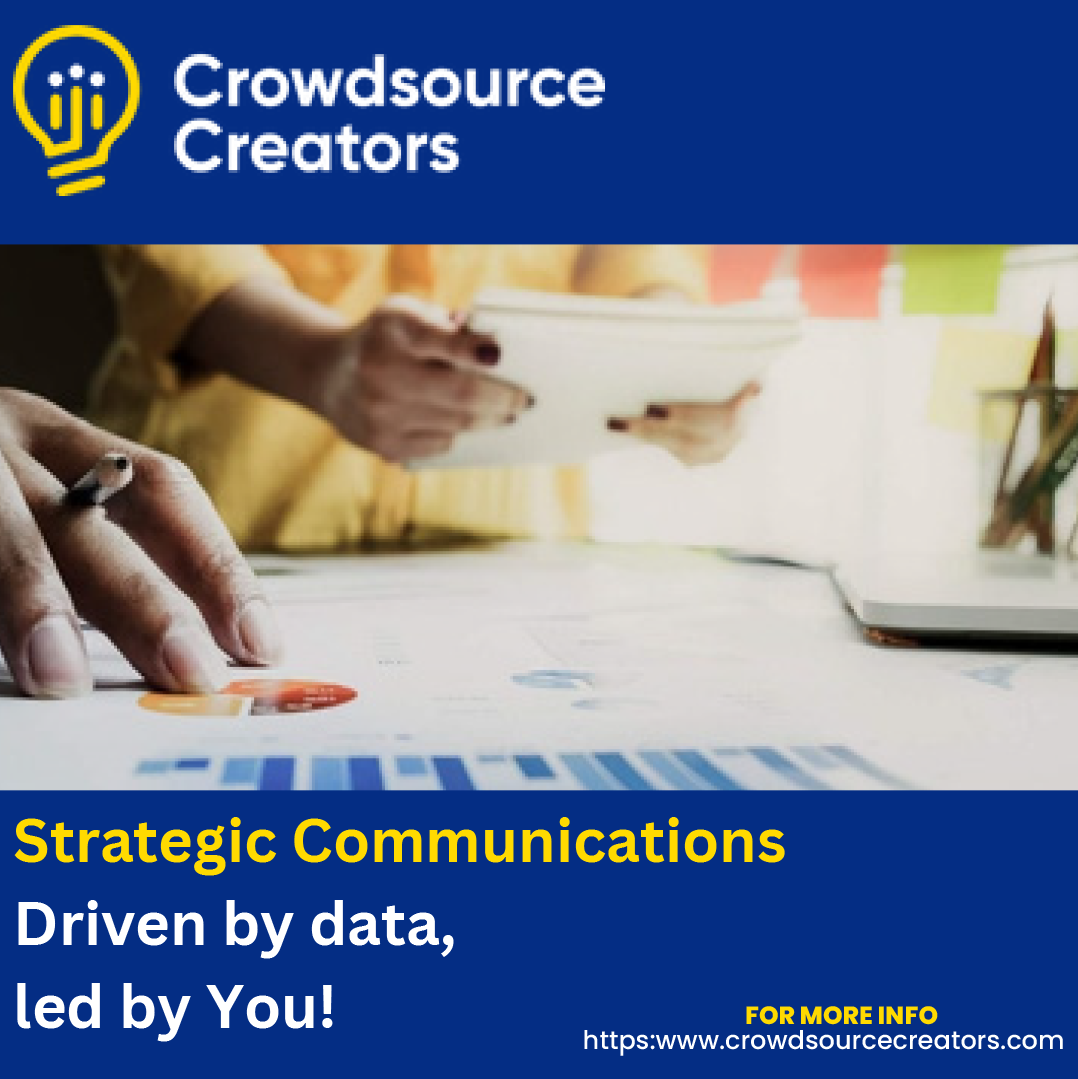 Crowdsource
Creators
Strategic Communications
Driven by data,
led by You!
FOR MORE INFO
https:www.crowdsourcecreators.com